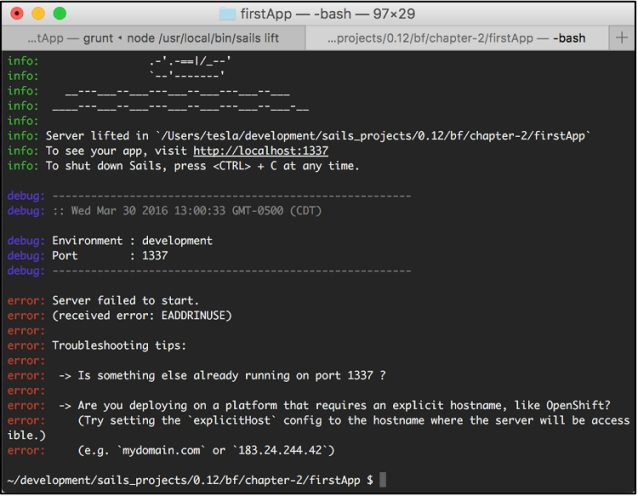 firstApp — -bash — 97×29
...tApp — grunt ◂ node /usr/local/bin/sails lift
...projects/0.12/bf/chapter-2/firstApp — -bash
+
info:                 .-'.-==|/_--'
info:                 `--'-------'
info:    __---___--___---___--___---___--___
info:  ____---___--___---___--___---___--___-__
info:
info: Server lifted in `/Users/tesla/development/sails_projects/0.12/bf/chapter-2/firstApp`
info: To see your app, visit http://localhost:1337
info: To shut down Sails, press <CTRL> + C at any time.
debug: --------------------------------------------------------
debug: :: Wed Mar 30 2016 13:00:33 GMT-0500 (CDT)
debug: Environment : development
debug: Port        : 1337
debug: --------------------------------------------------------
error: Server failed to start.
error: (received error: EADDRINUSE)
error:
error: Troubleshooting tips:
error:
error:  -> Is something else already running on port 1337 ?
error:
error:  -> Are you deploying on a platform that requires an explicit hostname, like OpenShift?
error:     (Try setting the `explicitHost` config to the hostname where the server will be access
ible.)
error:     (e.g. `mydomain.com` or `183.24.244.42`)
~/development/sails_projects/0.12/bf/chapter-2/firstApp $